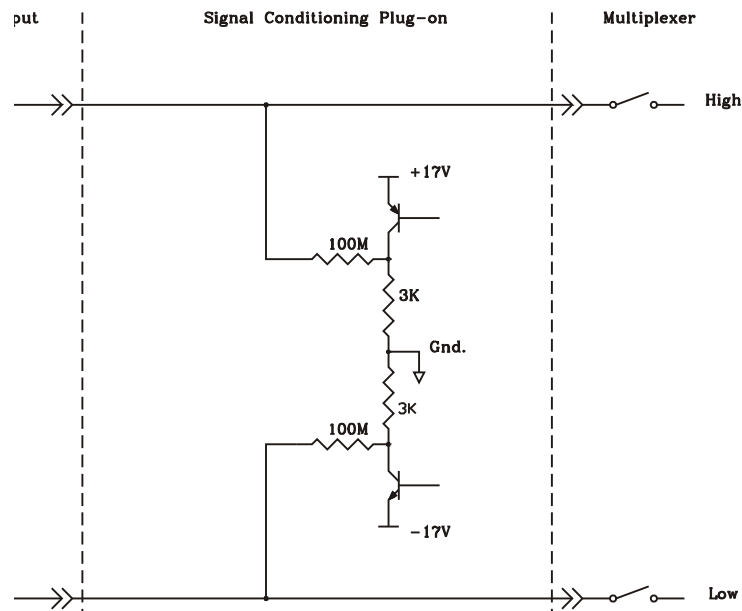 put Signal Conditioning Plug-on Multiplexer
High
+17V
100M
3K
Gnd.
3K
100M
-17V
Low